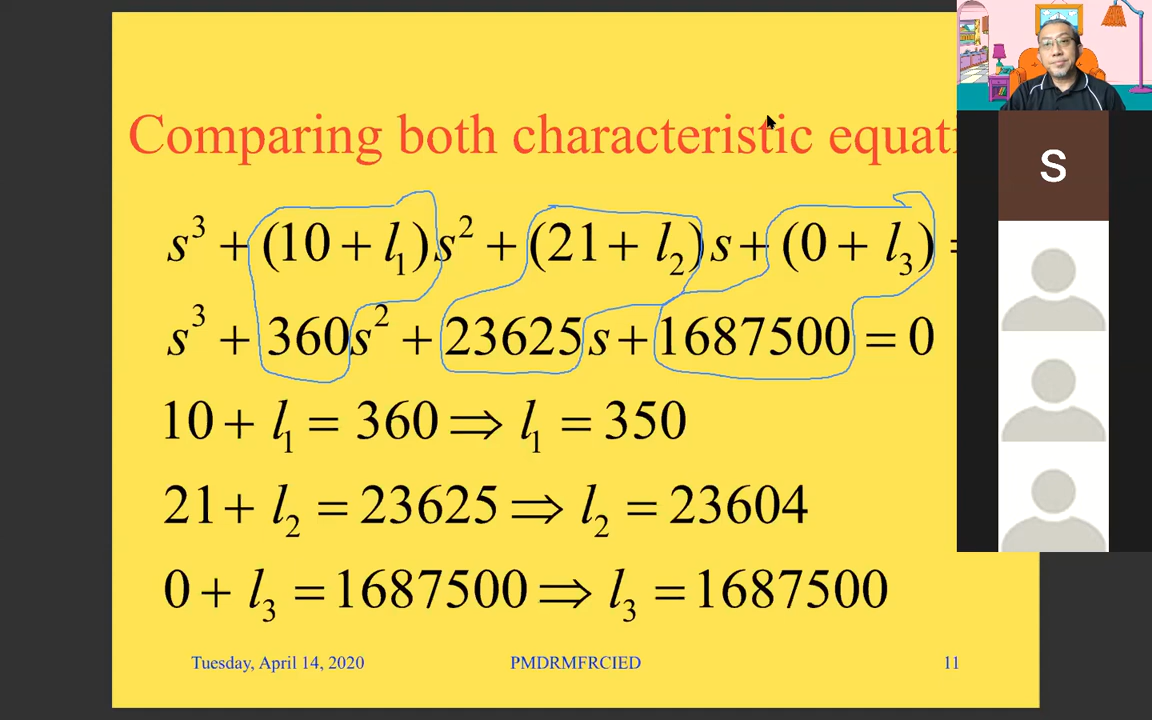 Comparing both characteristic equati
s³ + (10 + l₁)s² + (21 + l₂)s + (0 + l₃) =
s³ + 360s² + 23625s + 1687500 = 0
10 + l₁ = 360 ⇒ l₁ = 350
21 + l₂ = 23625 ⇒ l₂ = 23604
0 + l₃ = 1687500 ⇒ l₃ = 1687500
Tuesday, April 14, 2020 PMDRMFRCIED 11
S